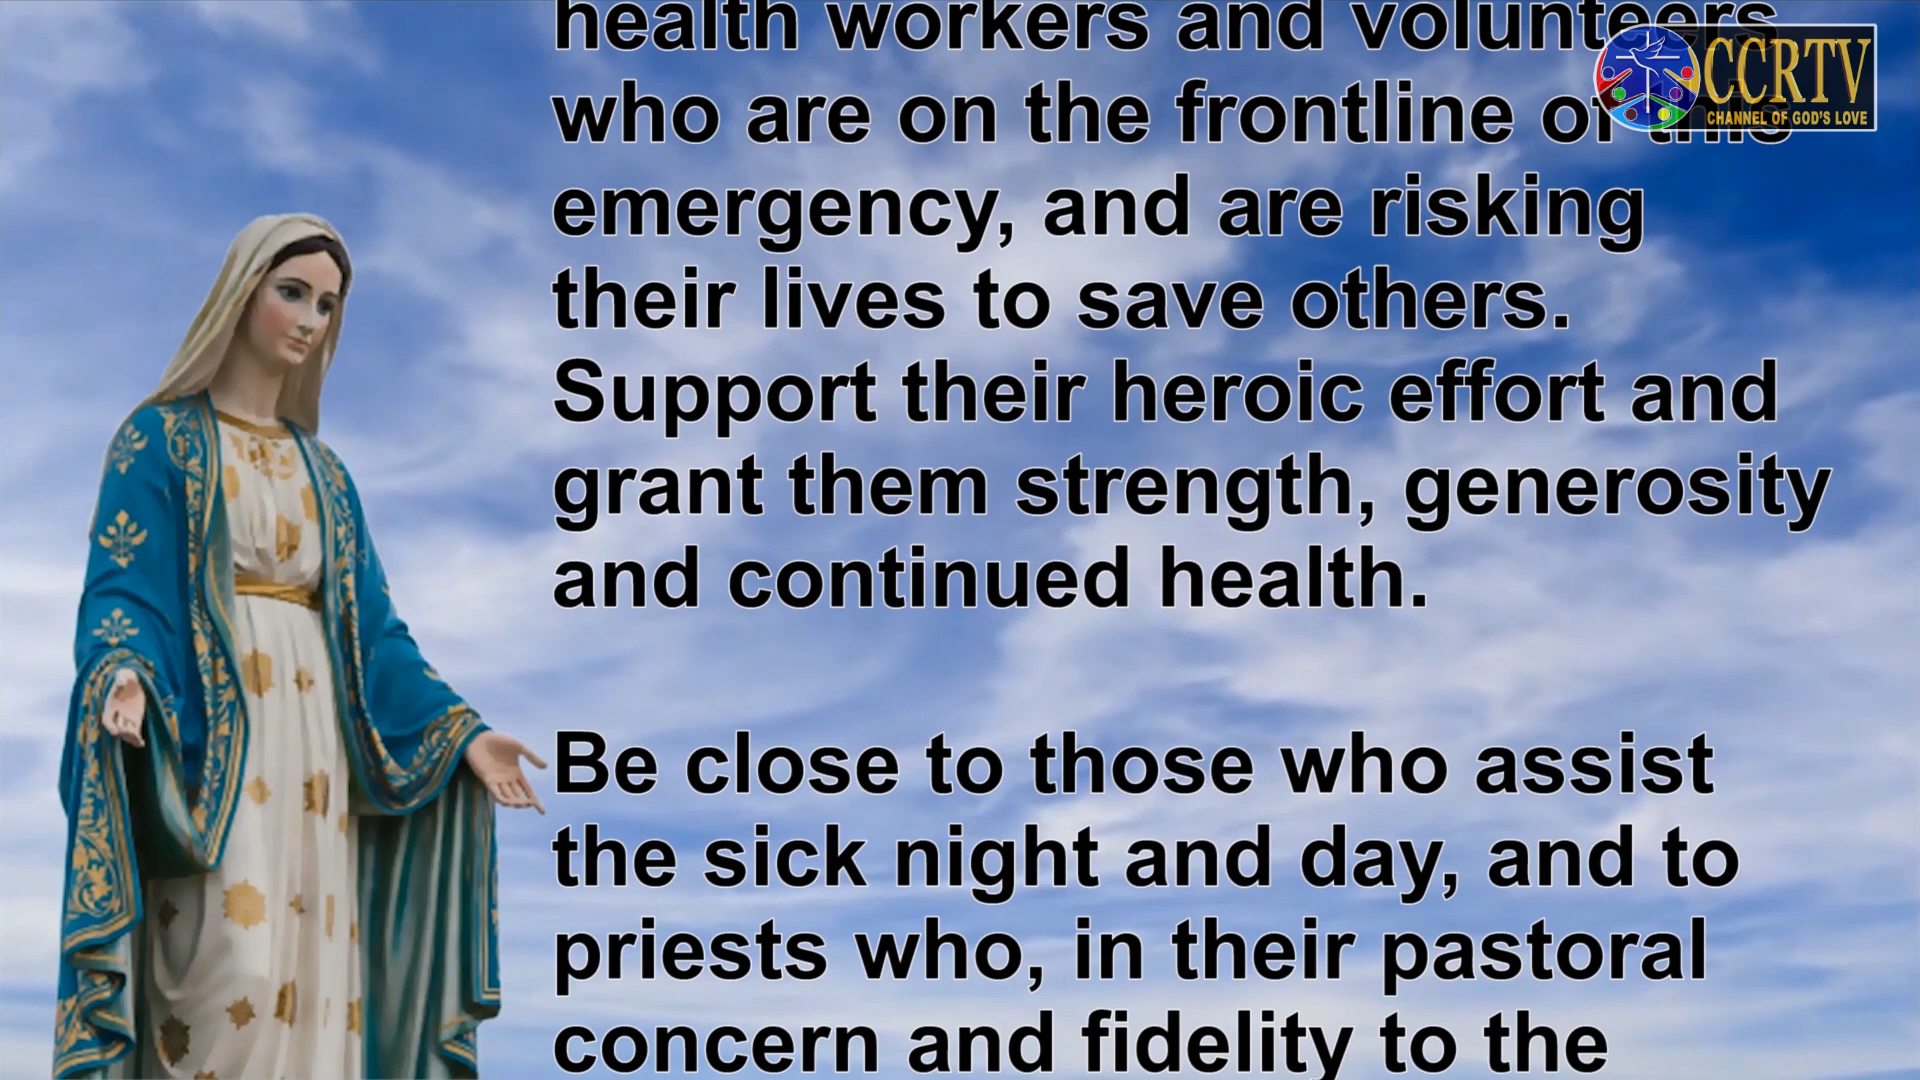 health workers and volunteers
who are on the frontline of this
emergency, and are risking
their lives to save others.
Support their heroic effort and
grant them strength, generosity
and continued health.
Be close to those who assist
the sick night and day, and to
priests who, in their pastoral
concern and fidelity to the
CCRTV
CHANNEL OF GOD'S LOVE